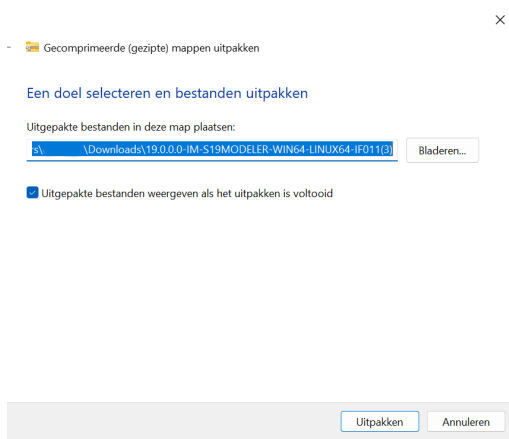 Gecomprimeerde (gezipte) mappen uitpakken
Een doel selecteren en bestanden uitpakken
Uitgepakte bestanden in deze map plaatsen:
rs\ \Downloads\19.0.0.0-IM-S19MODELER-WIN64-LINUX64-IF011(3)
Bladeren...
Uitgepakte bestanden weergeven als het uitpakken is voltooid
Uitpakken
Annuleren